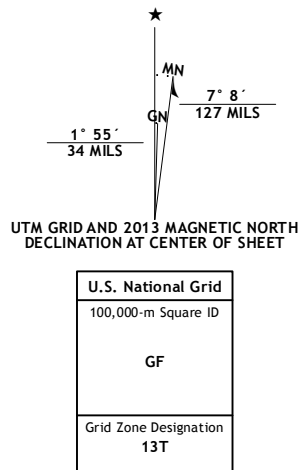 ★
MN
GN
7° 8´
127 MILS
1° 55´
34 MILS
UTM GRID AND 2013 MAGNETIC NORTH
DECLINATION AT CENTER OF SHEET
U.S. National Grid
100,000-m Square ID
GF
Grid Zone Designation
13T